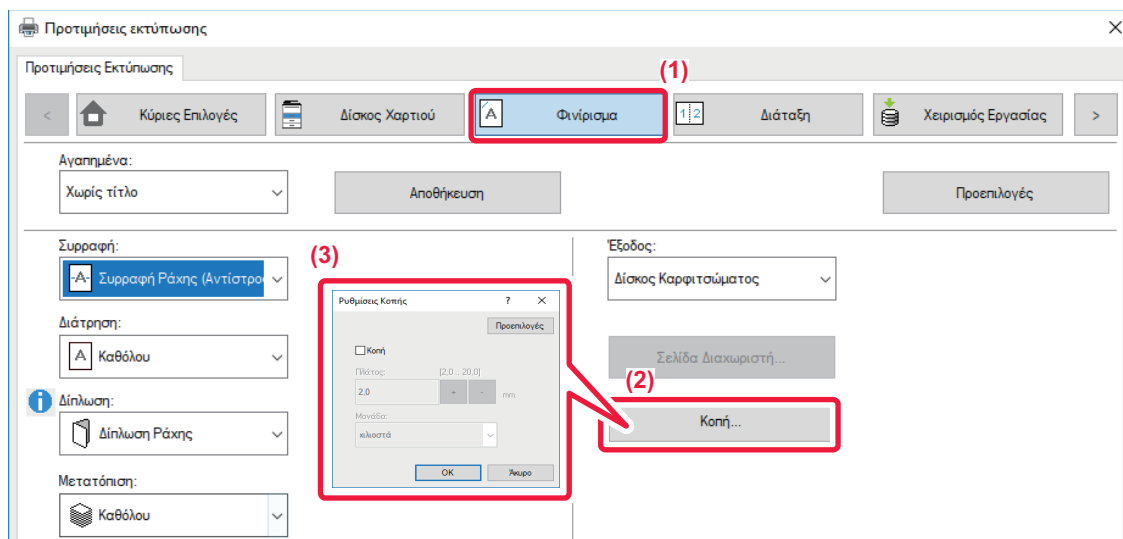 Προτιμήσεις εκτύπωσης
Προτιμήσεις Εκτύπωσης
(1)
< Κύριες Επιλογές Δίσκος Χαρτιού A Φινίρισμα 1 2 Διάταξη Χειρισμός Εργασίας >
Αγαπημένα:
Χωρίς τίτλο Αποθήκευση Προεπιλογές
Συρραφή:
-A- Συρραφή Ράχης (Αντίστρο
Διάτρηση:
A Καθόλου
Δίπλωση:
Δίπλωση Ράχης
Μετατόπιση:
Καθόλου
(3)
Ρυθμίσεις Κοπής ?
Προεπιλογές
Κοπή
Πλάτος: [2,0 .. 20,0]
2,0 + - mm
Μονάδα:
χιλιοστά
OK Άκυρο
Έξοδος:
Δίσκος Καρφιτσώματος
Σελίδα Διαχωριστή...
(2)
Κοπή...